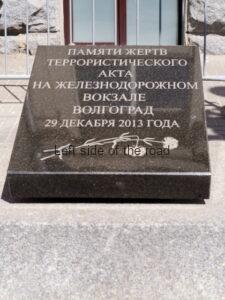 ПАМЯТИ ЖЕРТВ
ТЕРРОРИСТИЧЕСКОГО
АКТА
НА ЖЕЛЕЗНОДОРОЖНОМ
ВОКЗАЛЕ
ВОЛГОГРАД
29 ДЕКАБРЯ 2013 ГОДА
Left side of the road